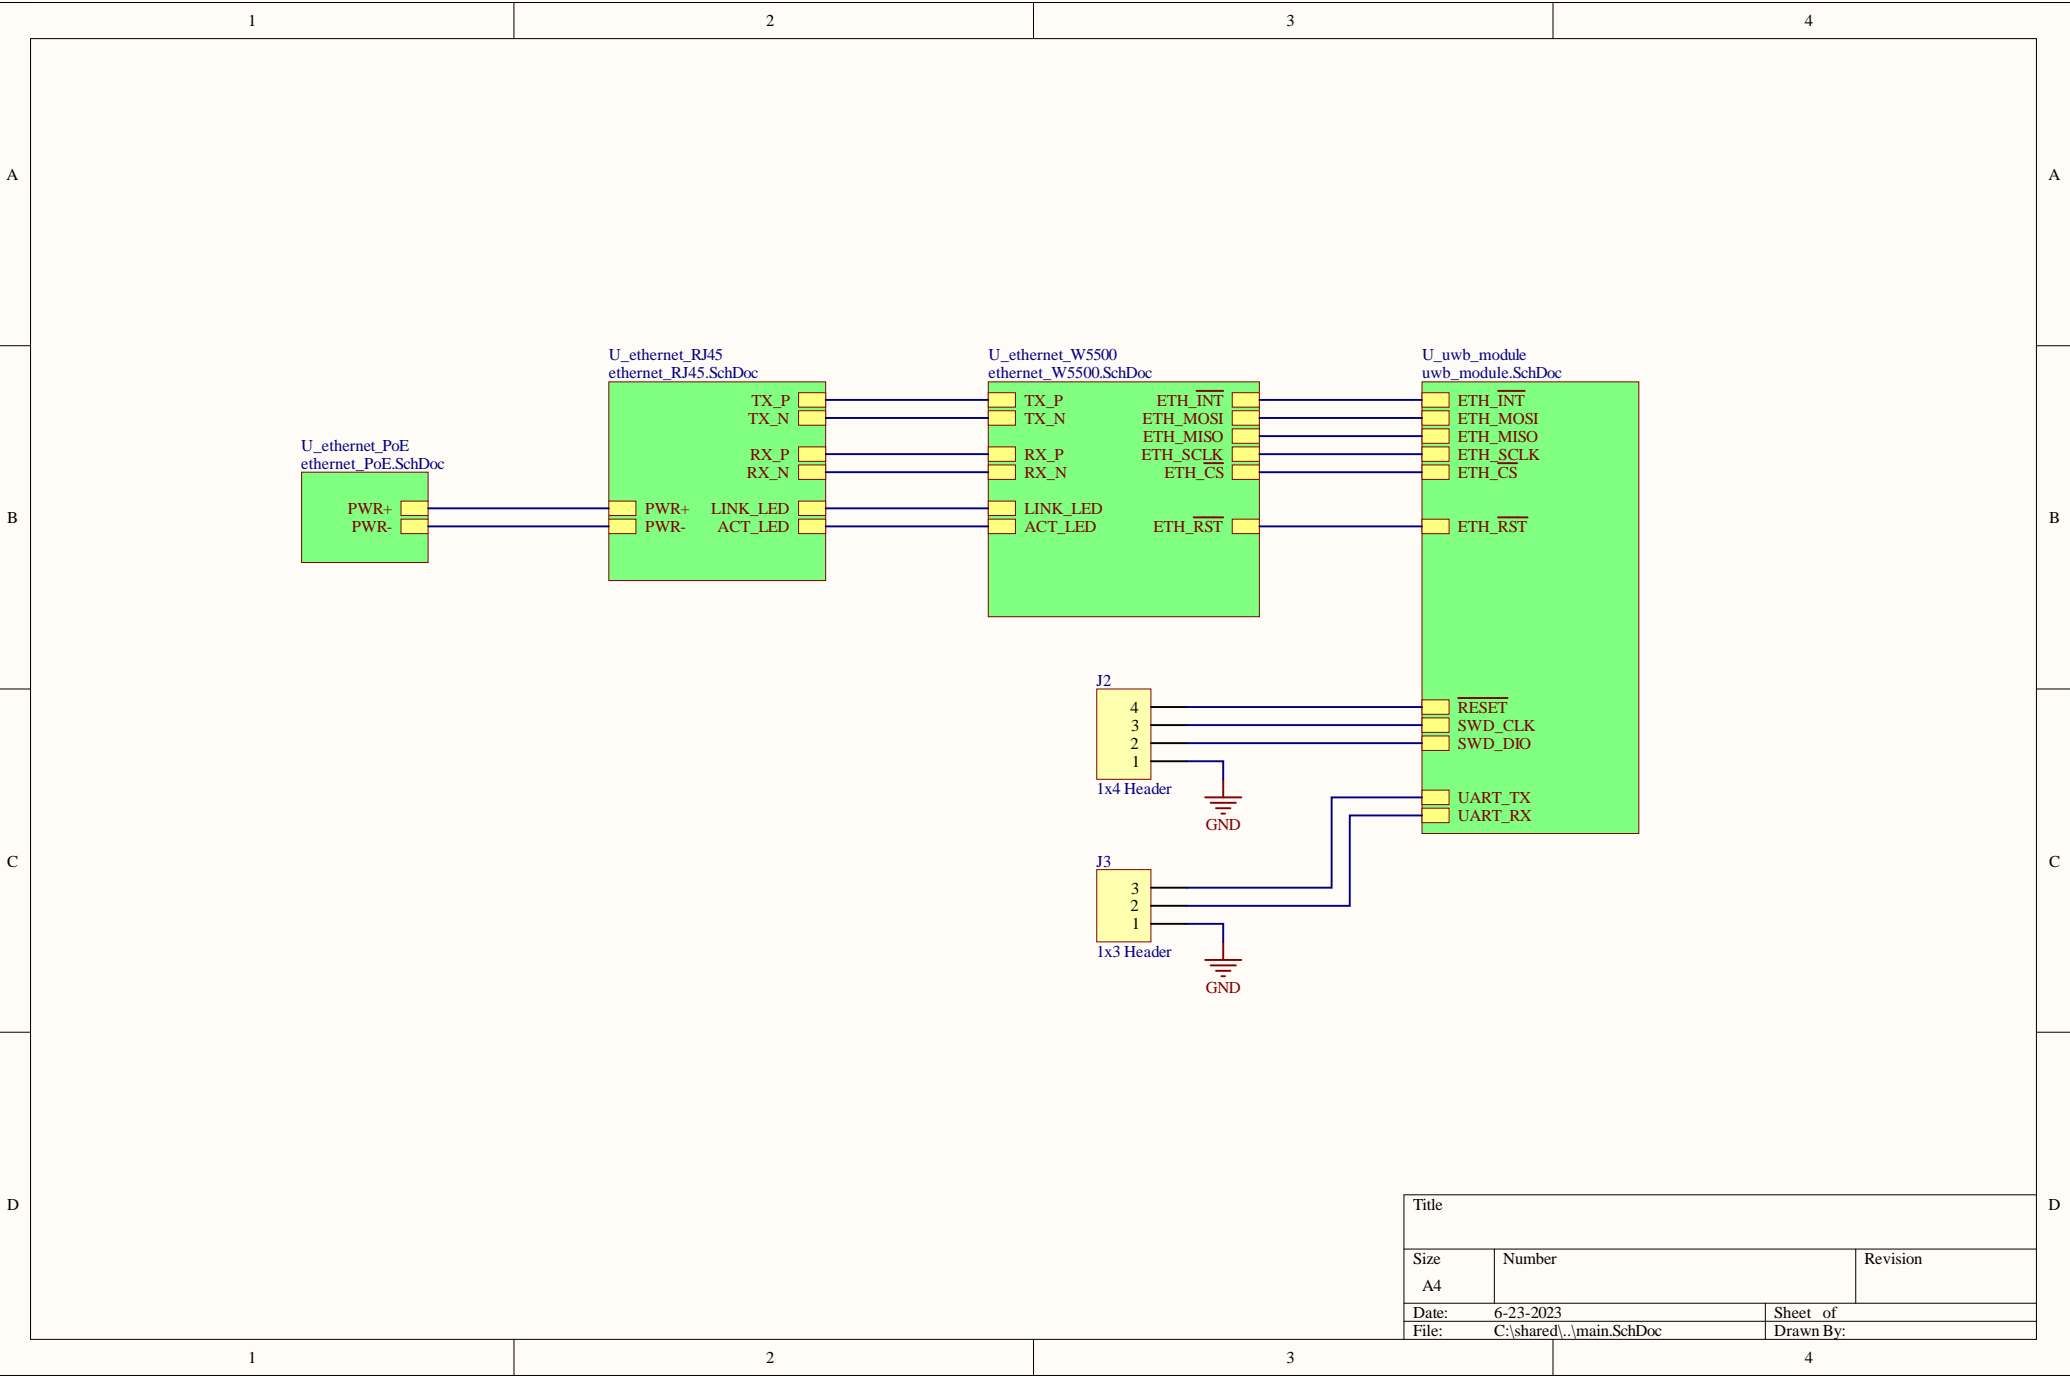 1 2 3 4
A A
U_ethernet_RJ45
ethernet_RJ45.SchDoc
TX_P
TX_N
RX_P
RX_N
PWR+ LINK_LED
PWR- ACT_LED
U_ethernet_W5500
ethernet_W5500.SchDoc
TX_P ETH_INT
TX_N ETH_MOSI
ETH_MISO
RX_P ETH_SCLK
RX_N ETH_CS
LINK_LED
ACT_LED ETH_RST
U_uwb_module
uwb_module.SchDoc
ETH_INT
ETH_MOSI
ETH_MISO
ETH_SCLK
ETH_CS
ETH_RST
RESET
SWD_CLK
SWD_DIO
UART_TX
UART_RX
U_ethernet_PoE
ethernet_PoE.SchDoc
PWR+
PWR-
B B
J2
4
3
2
1
1x4 Header
GND
C C
J3
3
2
1
1x3 Header
GND
D D
Title
Size Number Revision
A4
Date: 6-23-2023 Sheet of
File: C:\shared\..\main.SchDoc Drawn By:
1 2 3 4